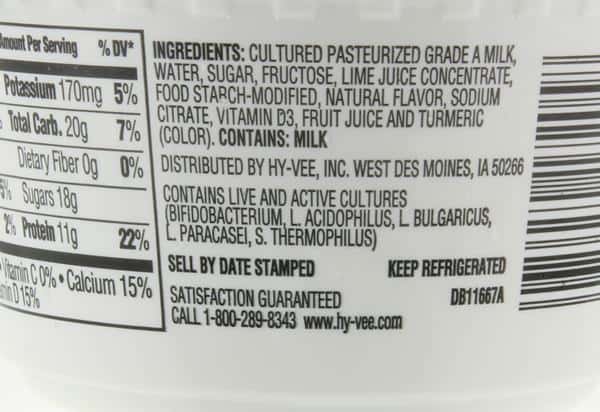 Amount Per Serving % DV*
Potassium 170mg 5%
Total Carb. 20g 7%
Dietary Fiber 0g 0%
5% Sugars 18g
2% Protein 11g 22%
Vitamin C 0% • Calcium 15%
15%
INGREDIENTS: CULTURED PASTEURIZED GRADE A MILK,
WATER, SUGAR, FRUCTOSE, LIME JUICE CONCENTRATE,
FOOD STARCH-MODIFIED, NATURAL FLAVOR, SODIUM
CITRATE, VITAMIN D3, FRUIT JUICE AND TURMERIC
(COLOR). CONTAINS: MILK
DISTRIBUTED BY HY-VEE, INC. WEST DES MOINES, IA 50266
CONTAINS LIVE AND ACTIVE CULTURES
(BIFIDOBACTERIUM, L. ACIDOPHILUS, L. BULGARICUS,
L. PARACASEI, S. THERMOPHILUS)
SELL BY DATE STAMPED KEEP REFRIGERATED
DB11667A
SATISFACTION GUARANTEED
CALL 1-800-289-8343 www.hy-vee.com